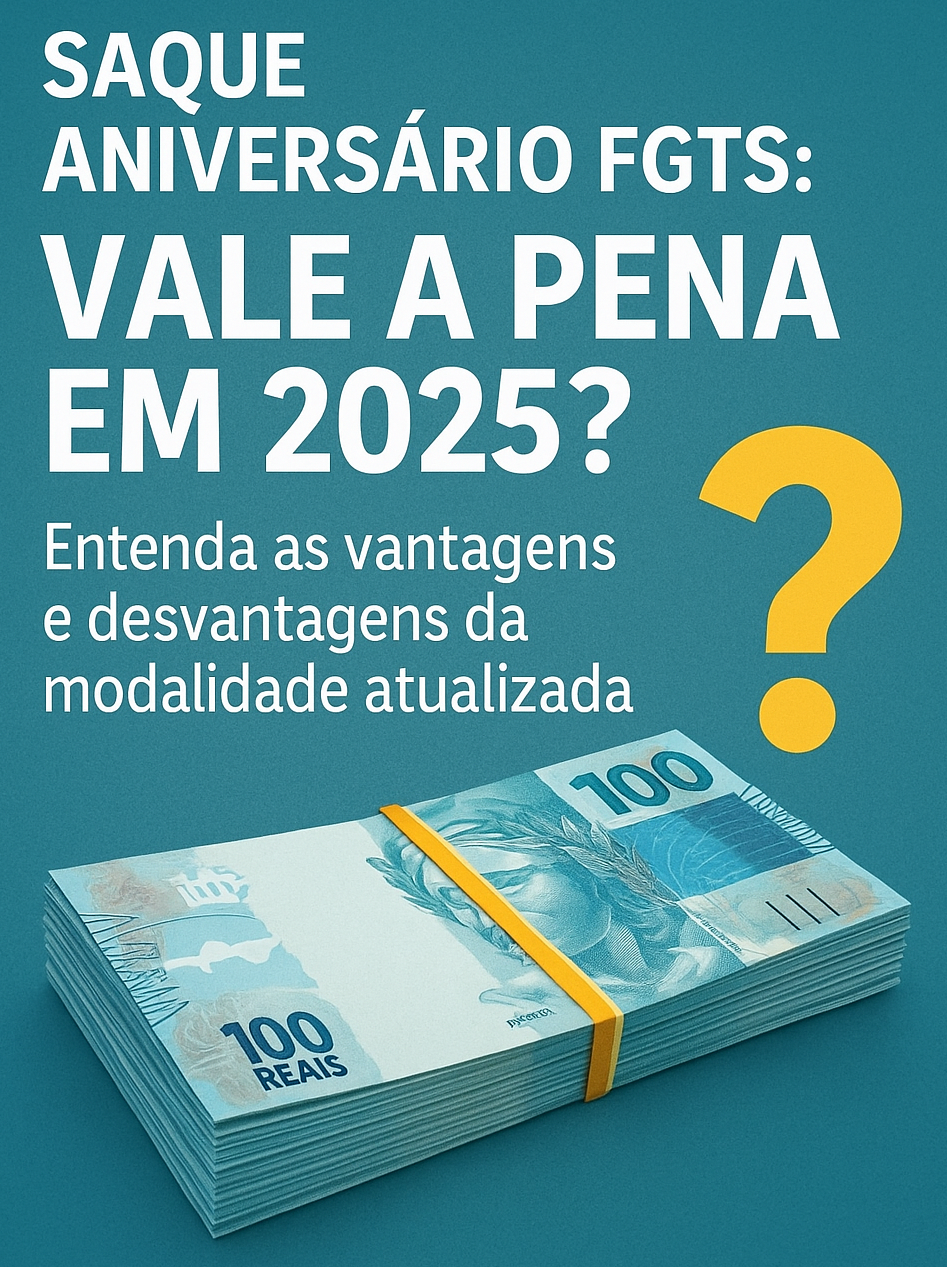 SAQUE
ANIVERSÁRIO FGTS:
VALE A PENA
EM 2025?
Entenda as vantagens
e desvantagens da
modalidade atualizada
?
100
100
REAIS